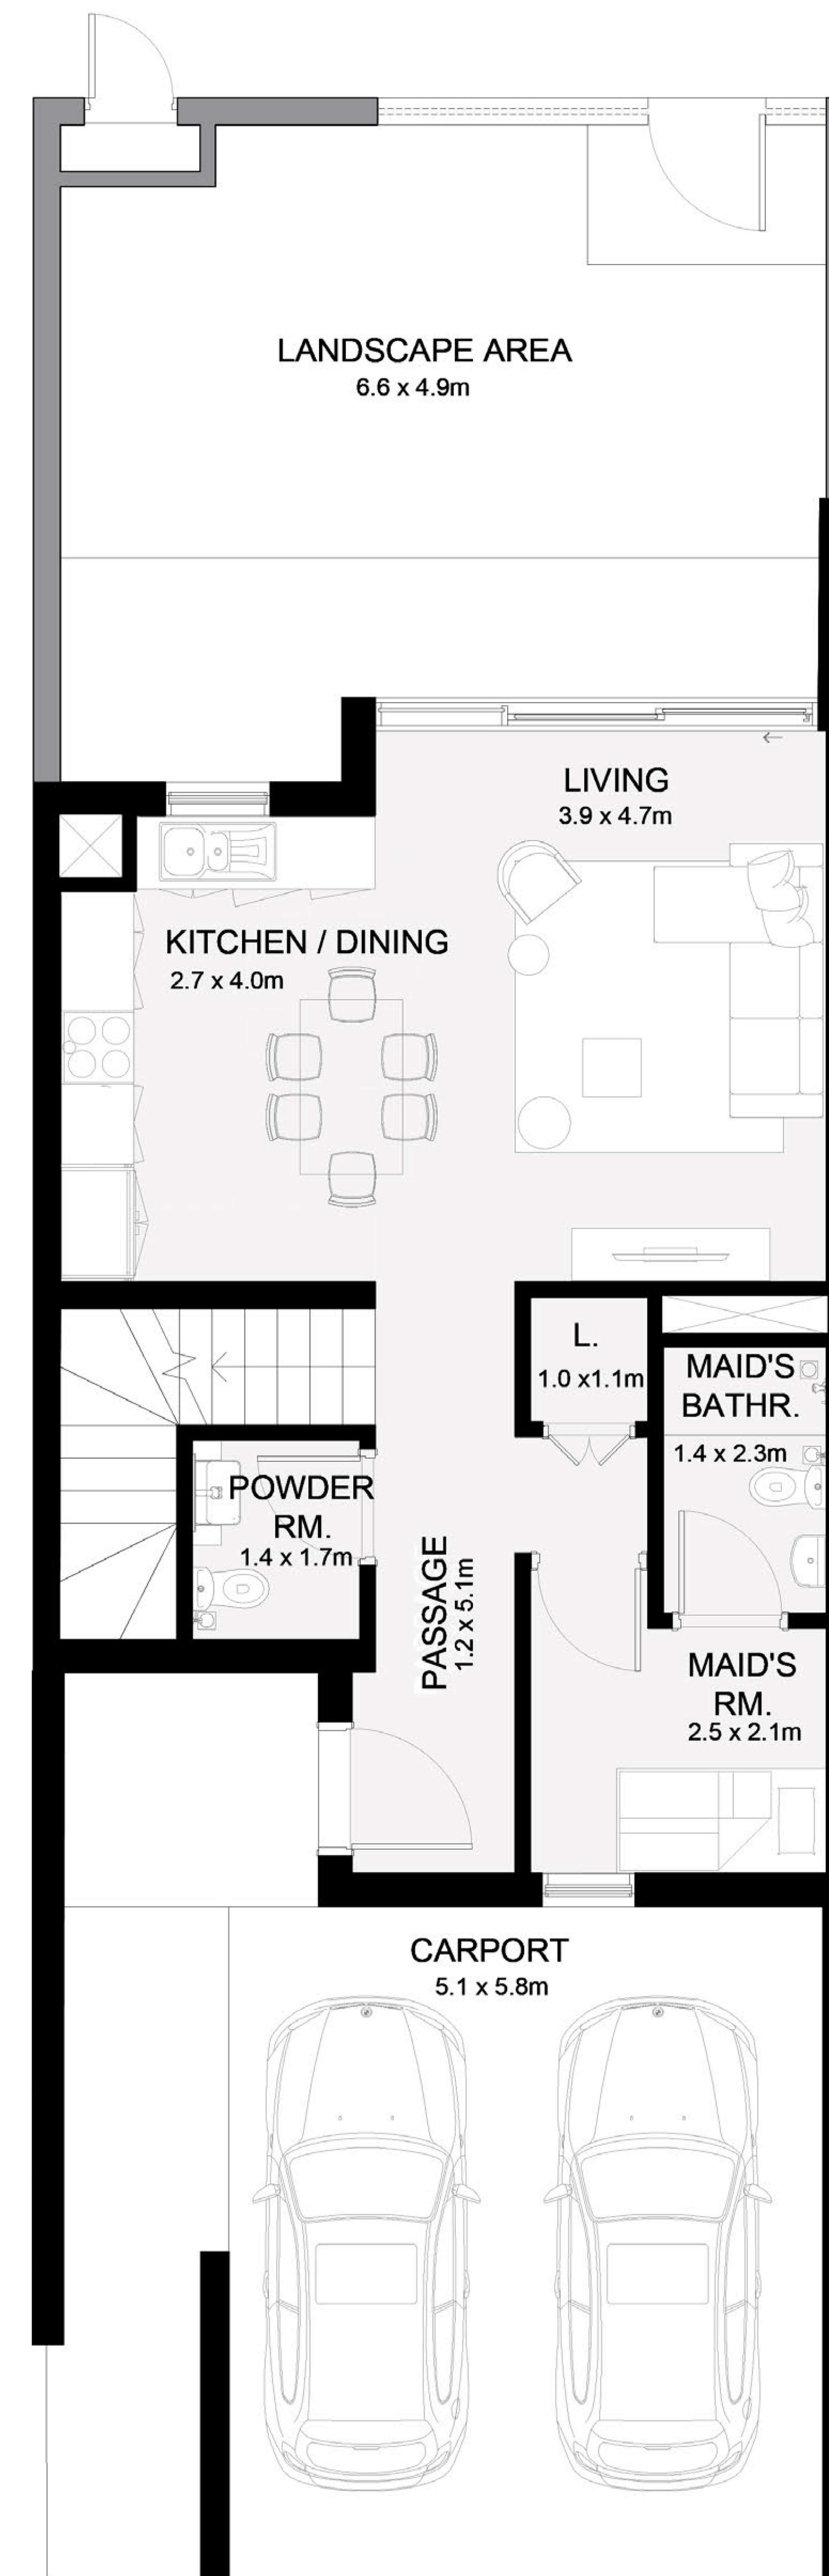 LANDSCAPE AREA
6.6 x 4.9m
LIVING
3.9 x 4.7m
KITCHEN / DINING
2.7 x 4.0m
L.
1.0 x1.1m
MAID'S
BATHR.
1.4 x 2.3m
POWDER
RM.
1.4 x 1.7m
PASSAGE
1.2 x 5.1m
MAID'S
RM.
2.5 x 2.1m
CARPORT
5.1 x 5.8m